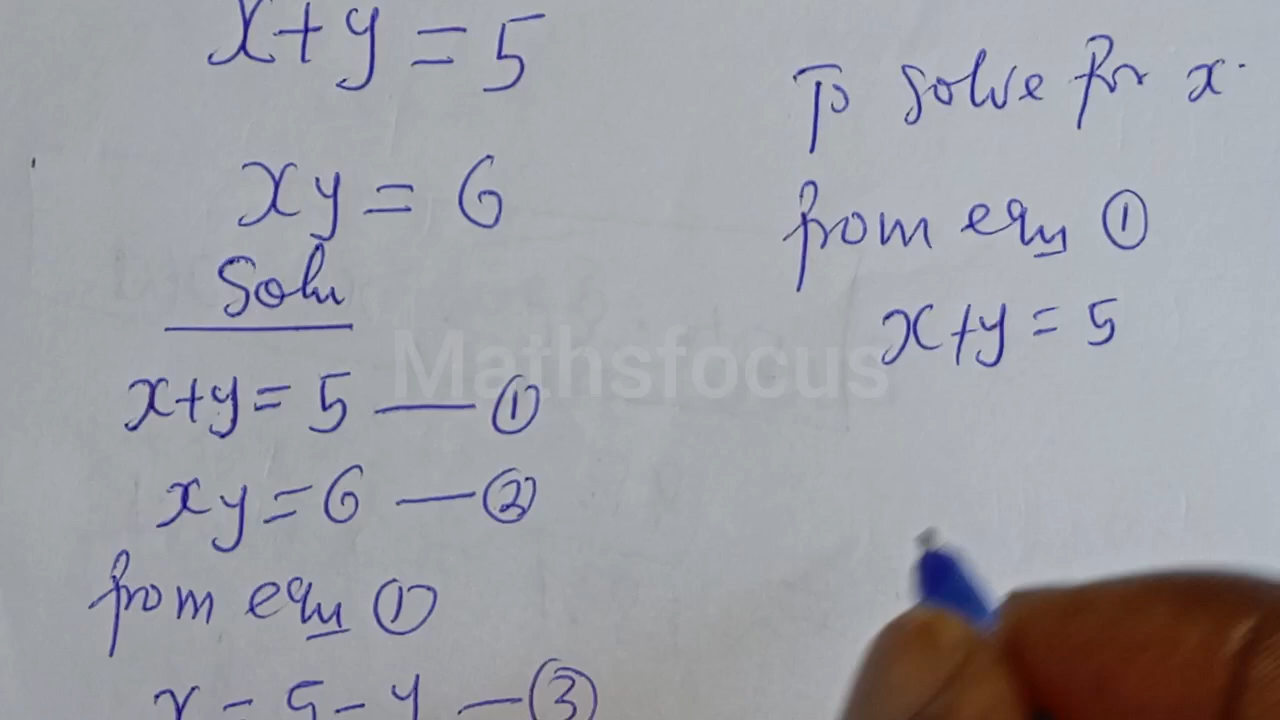 x+y=5
xy=6
Soln
x+y=5 — ①
xy=6 — ②
from eqn ①
x=5-y — ③
To solve for x.
from eqn ①
x+y=5
Mathsfocus